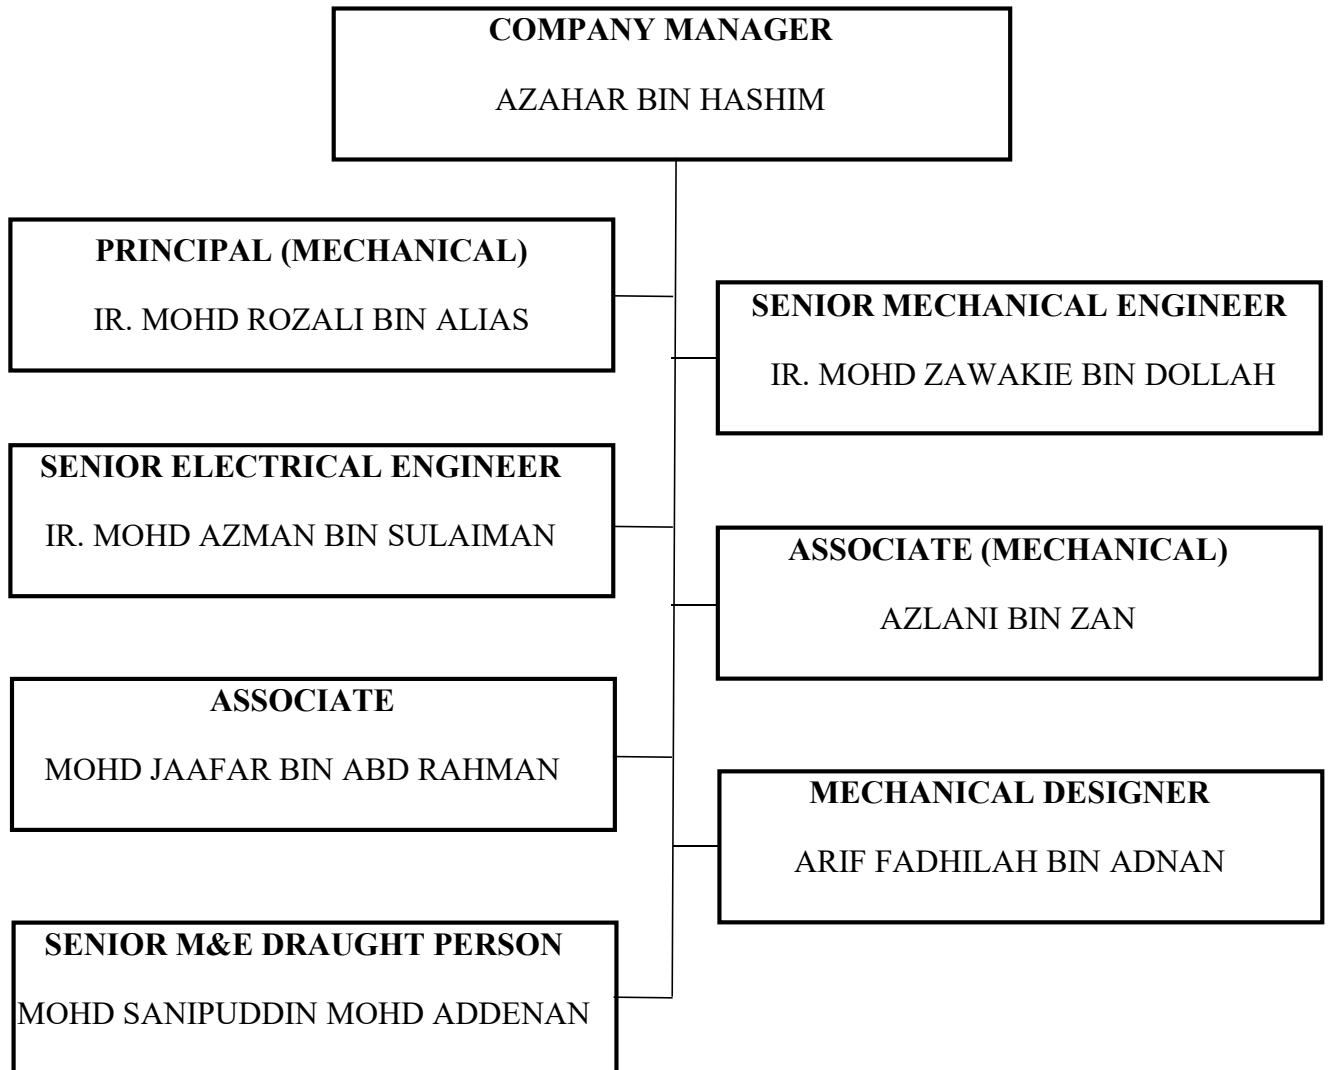 COMPANY MANAGER
AZAHAR BIN HASHIM
PRINCIPAL (MECHANICAL)
IR. MOHD ROZALI BIN ALIAS
SENIOR MECHANICAL ENGINEER
IR. MOHD ZAWAKIE BIN DOLLAH
SENIOR ELECTRICAL ENGINEER
IR. MOHD AZMAN BIN SULAIMAN
ASSOCIATE (MECHANICAL)
AZLANI BIN ZAN
ASSOCIATE
MOHD JAAFAR BIN ABD RAHMAN
MECHANICAL DESIGNER
ARIF FADHILAH BIN ADNAN
SENIOR M&E DRAUGHT PERSON
MOHD SANIPUDDIN MOHD ADDENAN